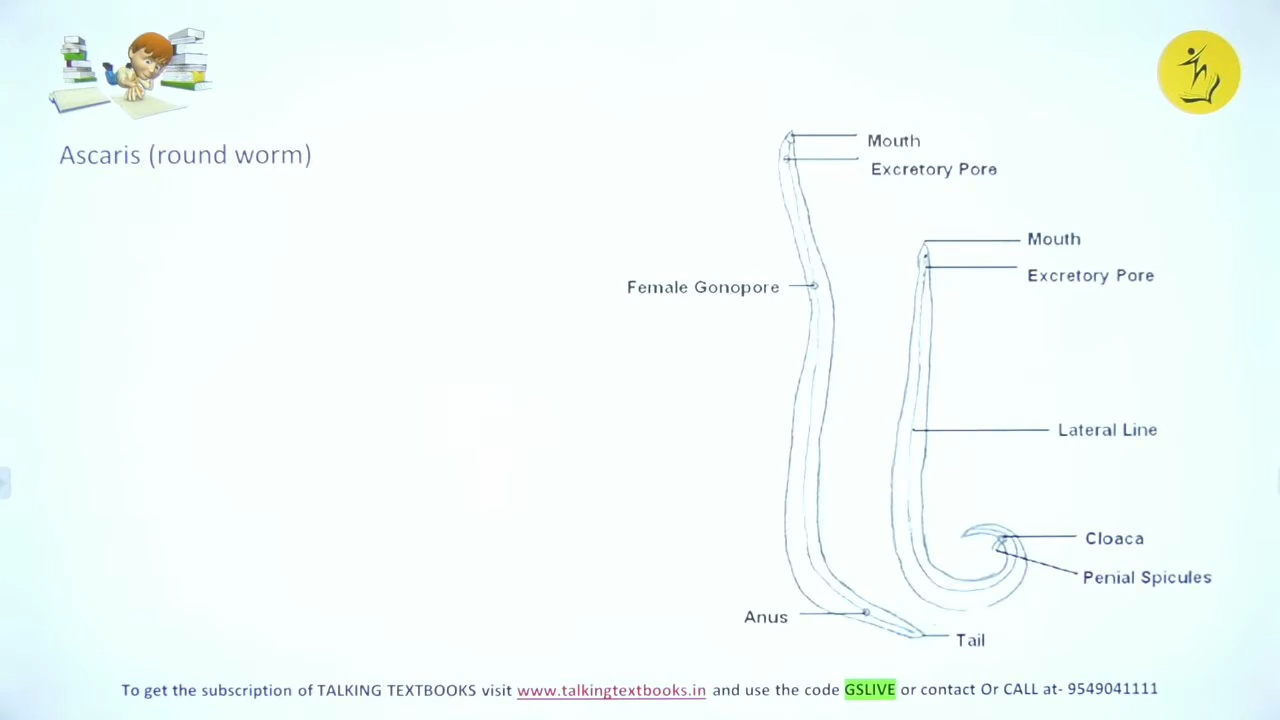 Ascaris (round worm)
Mouth
Excretory Pore
Female Gonopore
Anus
Tail
Mouth
Excretory Pore
Lateral Line
Cloaca
Penial Spicules
To get the subscription of TALKING TEXTBOOKS visit www.talkingtextbooks.in and use the code GSLIVE or contact Or CALL at- 9549041111